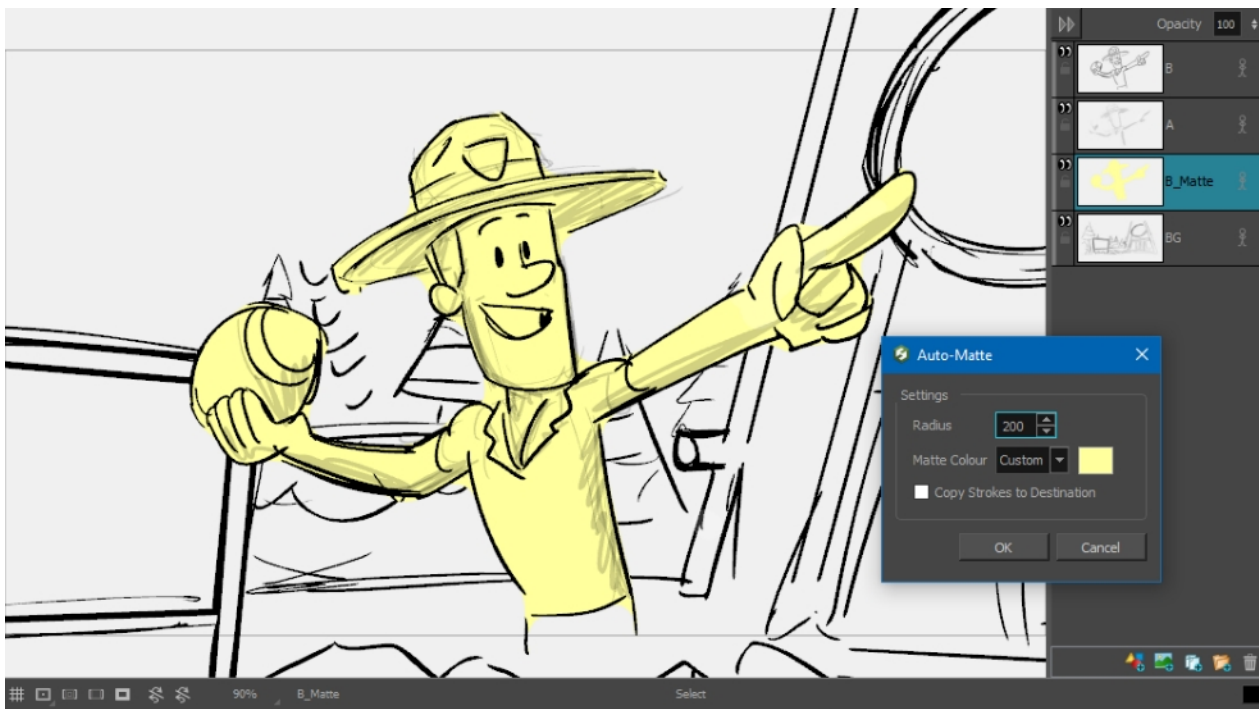 Opacity 100
B
A
B_Matte
BG
Auto-Matte
Settings
Radius 200
Matte Colour Custom
Copy Strokes to Destination
OK Cancel
90% B_Matte Select